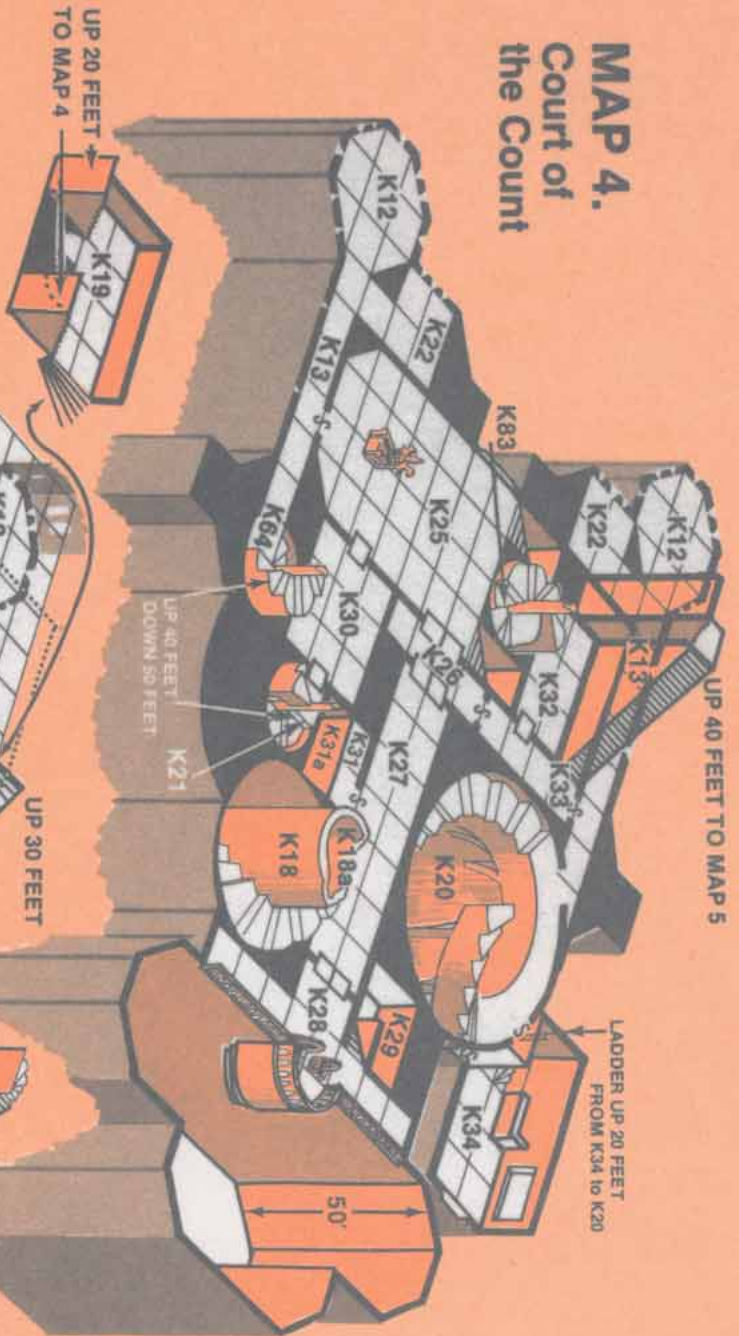 MAP 4.
Court of
the Count
UP 40 FEET TO MAP 5
LADDER UP 20 FEET
FROM K34 to K20
K12
K22
K13
S
K83
K25
K22
K12
K13
K64
K30
K26
S
K32
K33
S
UP 40 FEET
DOWN 50 FEET
K21
K31
K31a
S
K27
K18
K18a
K20
S
K28
K29
K34
50'
UP 20 FEET
TO MAP 4
K19
UP 30 FEET